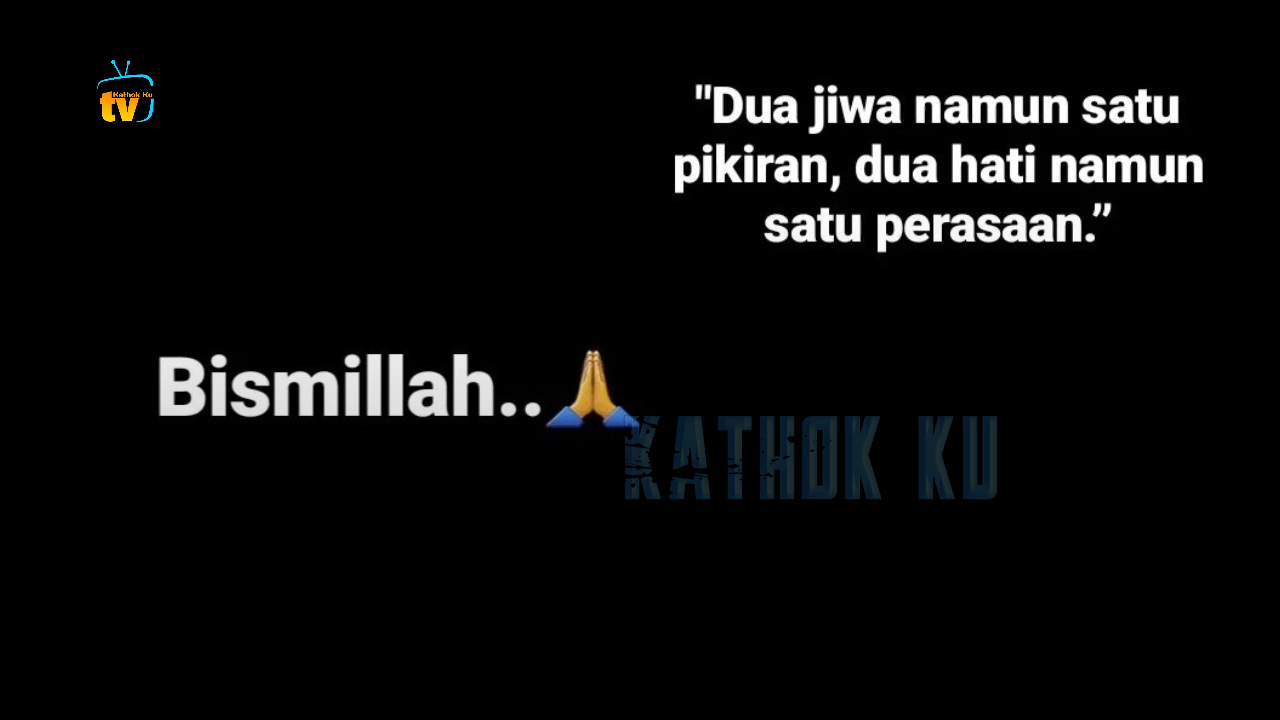 Kathok Ku
tv
"Dua jiwa namun satu
pikiran, dua hati namun
satu perasaan.”
Bismillah..🙏
KATHOK KU